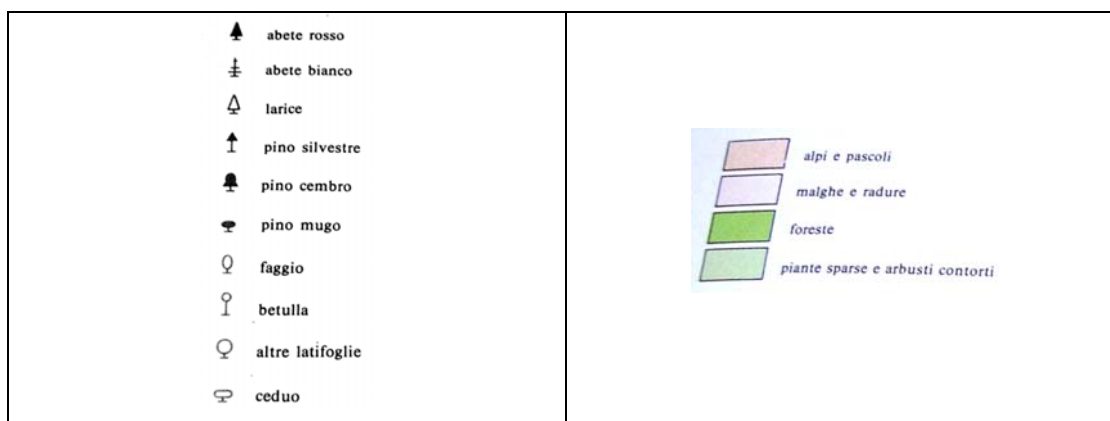 abete rosso
abete bianco
larice
pino silvestre
pino cembro
pino mugo
faggio
betulla
altre latifoglie
ceduo
alpi e pascoli
malghe e radure
foreste
piante sparse e arbusti contorti